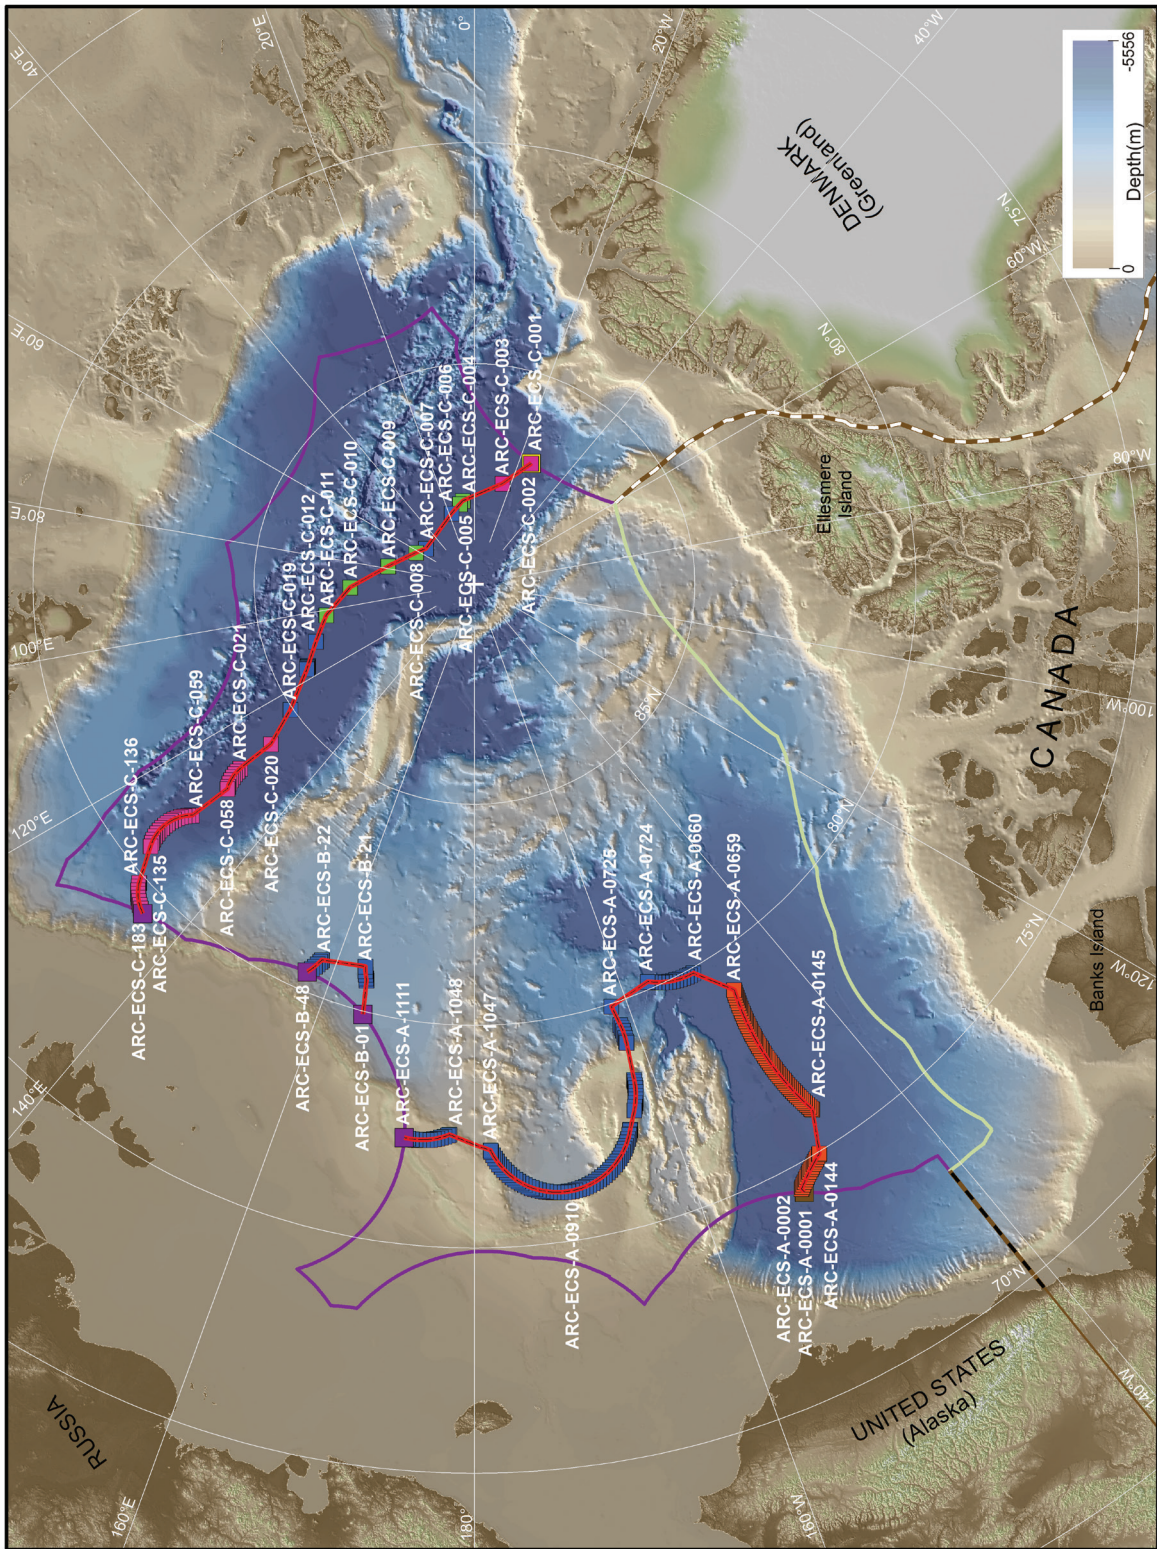 160°E
140°E
120°E
100°E
80°E
60°E
40°E
20°E
0°
20°W
40°W
RUSSIA
ARC-ECS-C-136
ARC-ECS-C-183
ARC-ECS-C-135
ARC-ECS-C-059
ARC-ECS-C-021
ARC-ECS-C-058
ARC-ECS-C-020
ARC-ECS-C-019
ARC-ECS-C-012
ARC-ECS-C-011
ARC-ECS-C-010
ARC-ECS-C-009
ARC-ECS-C-008
ARC-ECS-C-007
ARC-ECS-C-006
ARC-ECS-C-005
ARC-ECS-C-004
ARC-ECS-C-003
ARC-ECS-C-002
ARC-ECS-C-001
ARC-ECS-B-48
ARC-ECS-B-22
ARC-ECS-B-21
ARC-ECS-B-01
ARC-ECS-A-1111
ARC-ECS-A-1048
ARC-ECS-A-1047
ARC-ECS-A-0910
ARC-ECS-A-0725
ARC-ECS-A-0724
ARC-ECS-A-0660
ARC-ECS-A-0659
ARC-ECS-A-0145
ARC-ECS-A-0002
ARC-ECS-A-0001
ARC-ECS-A-0144
180°
85°N
80°N
75°N
70°N
80°N
75°N
160°W
140°W
120°W
100°W
80°W
60°W
UNITED STATES
(Alaska)
Banks Island
CANADA
Ellesmere
Island
DENMARK
(Greenland)
0
-5556
Depth(m)